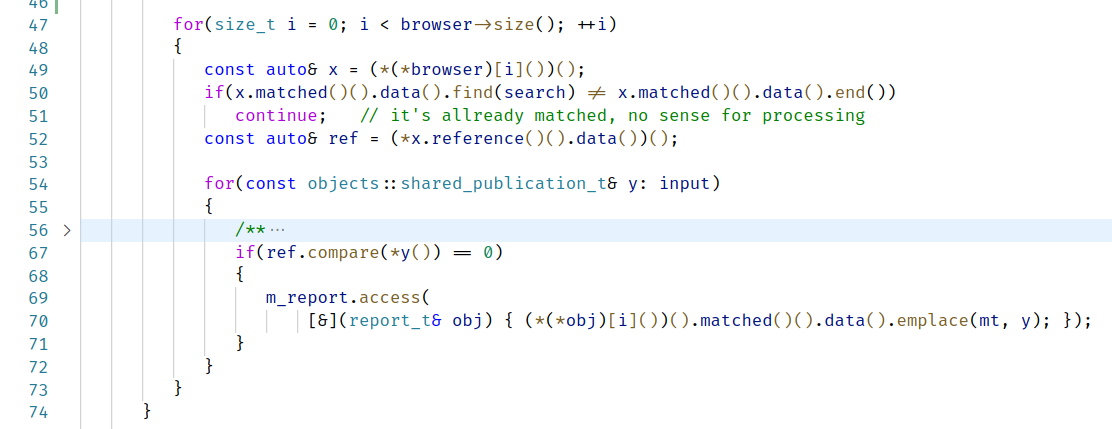 46
47 for(size_t i = 0; i < browser->size(); ++i)
48 {
49 const auto& x = (*(*browser)[i]())();
50 if(x.matched()().data().find(search) != x.matched()().data().end())
51 continue; // it's allready matched, no sense for processing
52 const auto& ref = (*x.reference()().data())();
53
54 for(const objects::shared_publication_t& y: input)
55 {
56 > /** ⋯
67 if(ref.compare(*y()) == 0)
68 {
69 m_report.access(
70 [&](report_t& obj) { (*(*obj)[i]())().matched()().data().emplace(mt, y); });
71 }
72 }
73 }
74 }